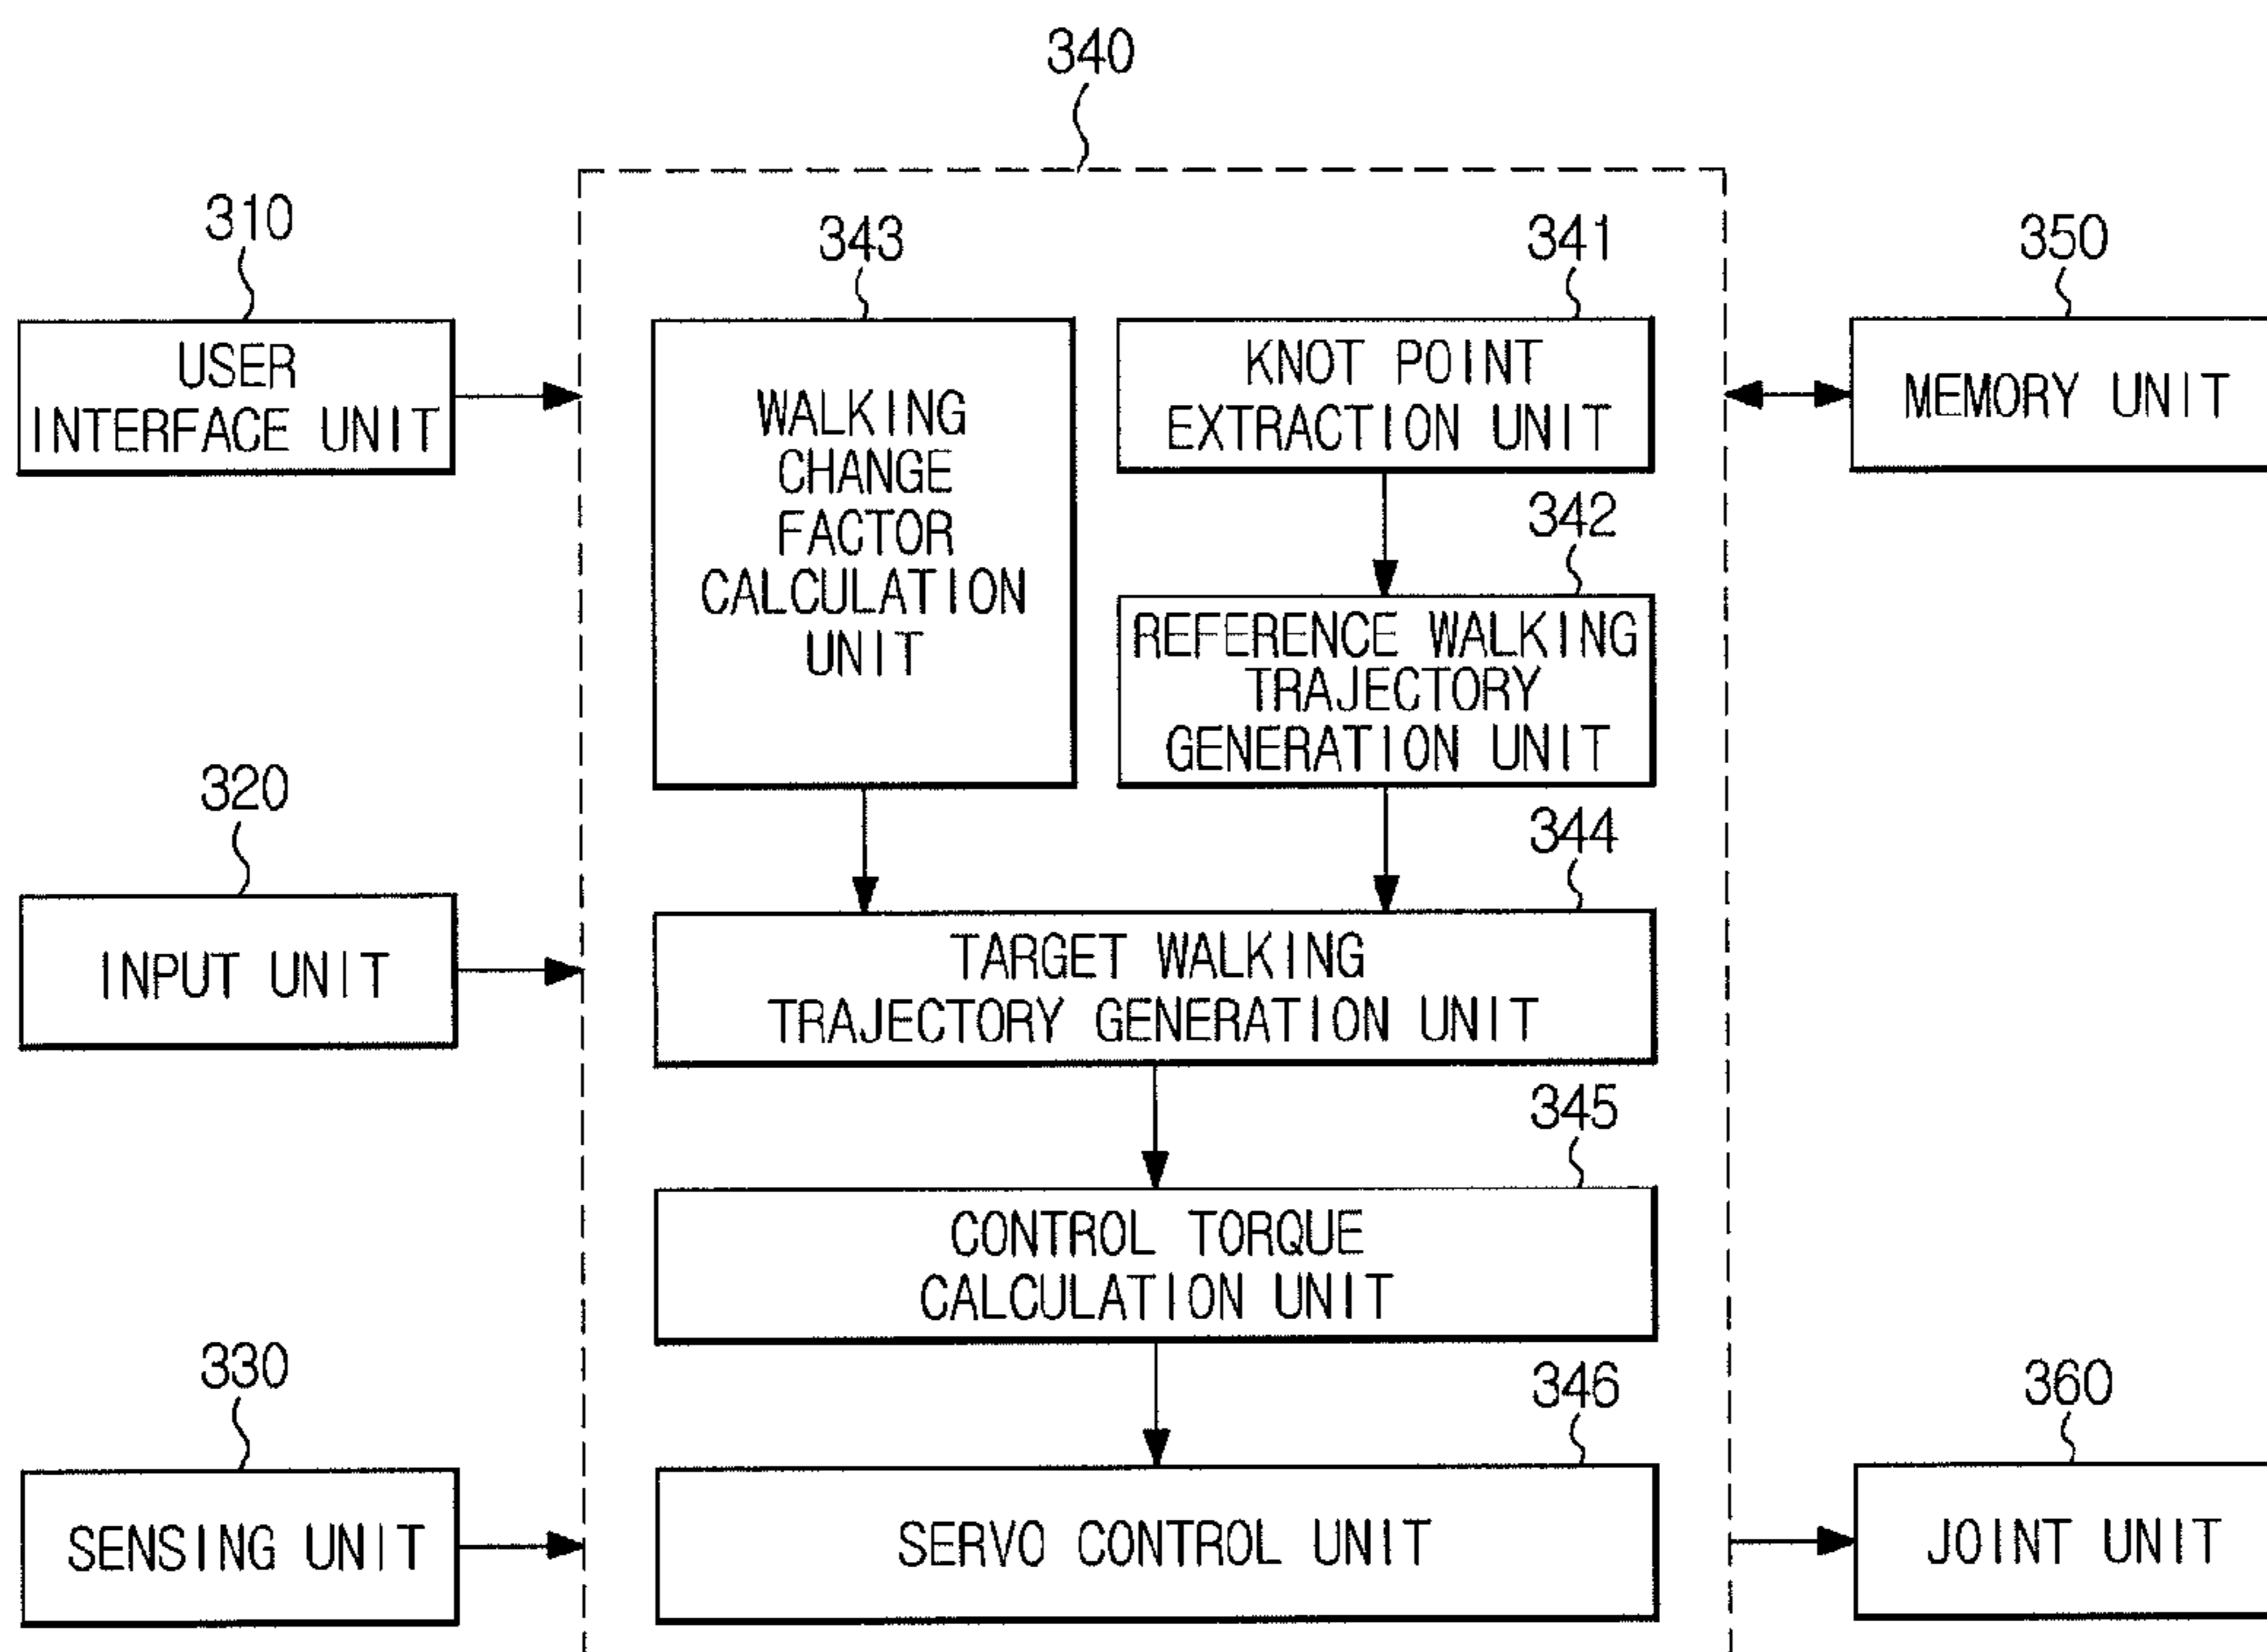 340
310
343
341
350
USER
INTERFACE UNIT
WALKING
CHANGE
FACTOR
CALCULATION
UNIT
KNOT POINT
EXTRACTION UNIT
MEMORY UNIT
342
REFERENCE WALKING
TRAJECTORY
GENERATION UNIT
320
344
INPUT UNIT
TARGET WALKING
TRAJECTORY GENERATION UNIT
345
CONTROL TORQUE
CALCULATION UNIT
330
346
360
SENSING UNIT
SERVO CONTROL UNIT
JOINT UNIT